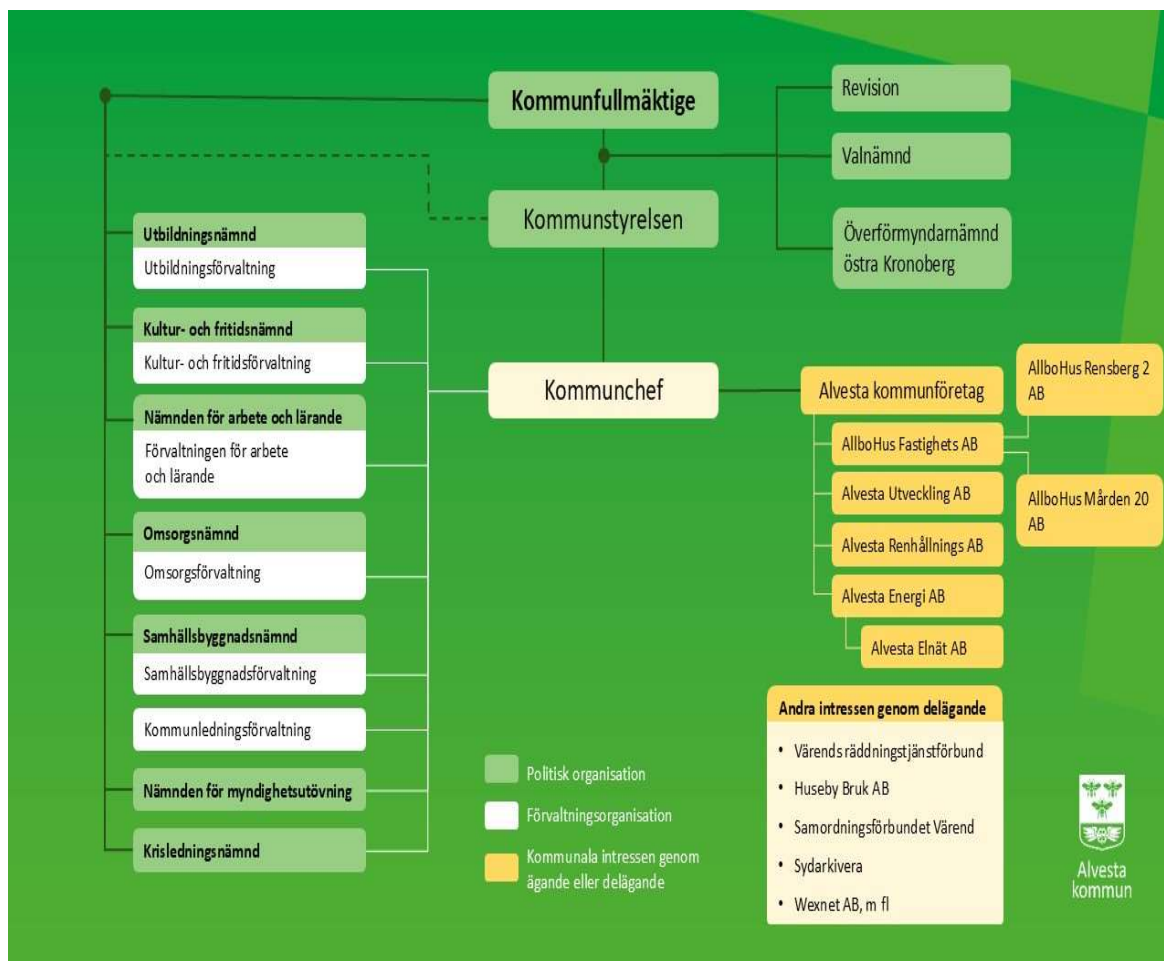 Kommunfullmäktige
Kommunstyrelsen
Kommunchef
Revision
Valnämnd
Överförmyndarnämnd
östra Kronoberg
Utbildningsnämnd
Utbildningsförvaltning
Kultur- och fritidsnämnd
Kultur- och fritidsförvaltning
Nämnden för arbete och lärande
Förvaltningen för arbete
och lärande
Omsorgsnämnd
Omsorgsförvaltning
Samhällsbyggnadsnämnd
Samhällsbyggnadsförvaltning
Kommunledningsförvaltning
Nämnden för myndighetsutövning
Krisledningsnämnd
Alvesta kommunföretag
AllboHus Fastighets AB
Alvesta Utveckling AB
Alvesta Renhållnings AB
Alvesta Energi AB
Alvesta Elnät AB
AllboHus Rensberg 2
AB
AllboHus Mården 20
AB
Andra intressen genom delägande
• Värends räddningstjänstförbund
• Huseby Bruk AB
• Samordningsförbundet Värend
• Sydarkivera
• Wexnet AB, m fl
Politisk organisation
Förvaltningsorganisation
Kommunala intressen genom
ägande eller delägande
Alvesta
kommun